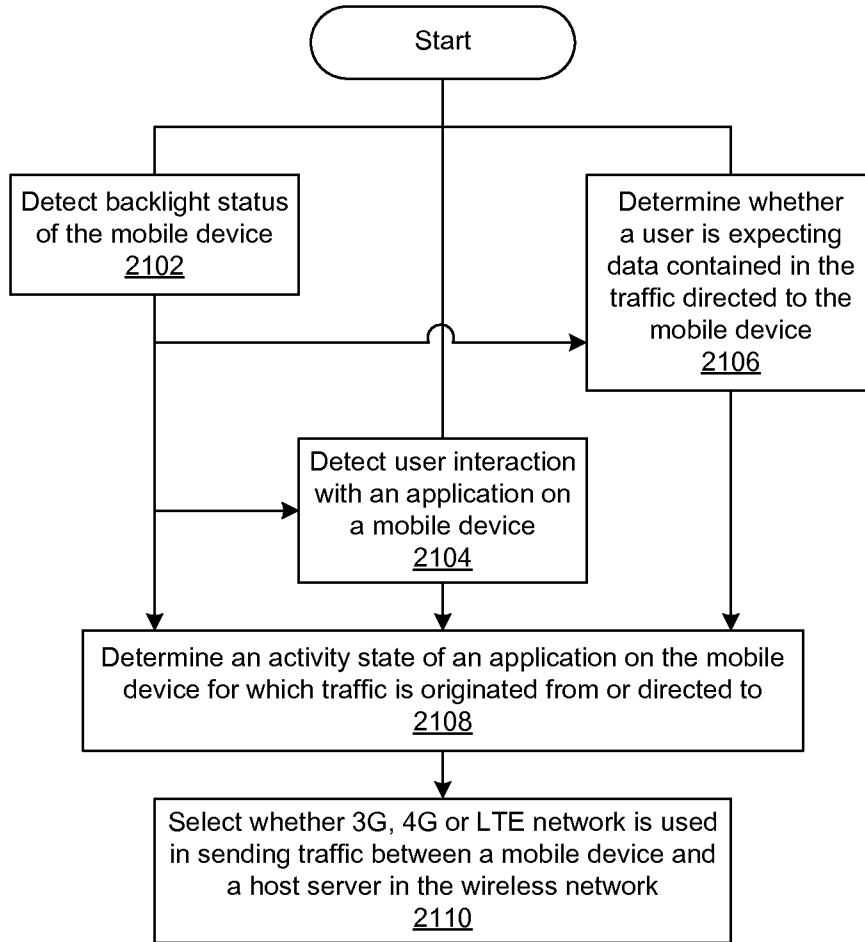 Start
Detect backlight status
of the mobile device
2102
Determine whether
a user is expecting
data contained in the
traffic directed to the
mobile device
2106
Detect user interaction
with an application on
a mobile device
2104
Determine an activity state of an application on the mobile
device for which traffic is originated from or directed to
2108
Select whether 3G, 4G or LTE network is used
in sending traffic between a mobile device and
a host server in the wireless network
2110